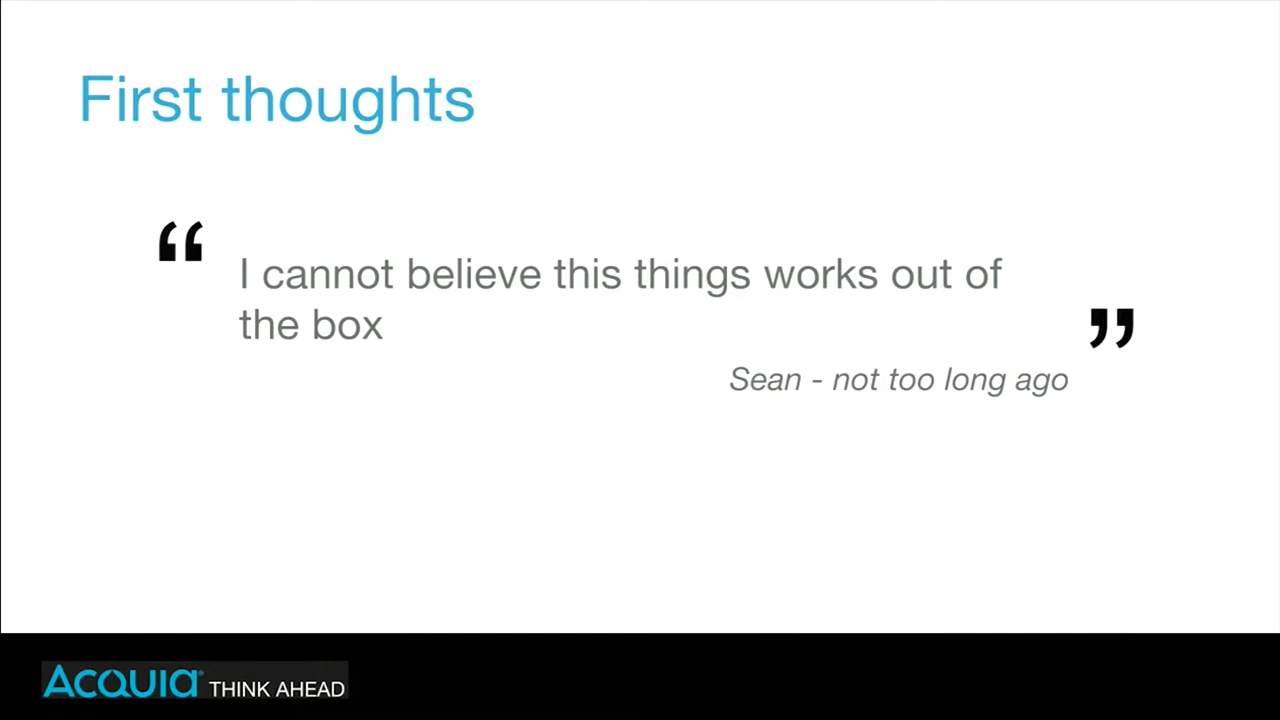 First thoughts
“
I cannot believe this things works out of
the box
”
Sean - not too long ago
ACQUIA® THINK AHEAD